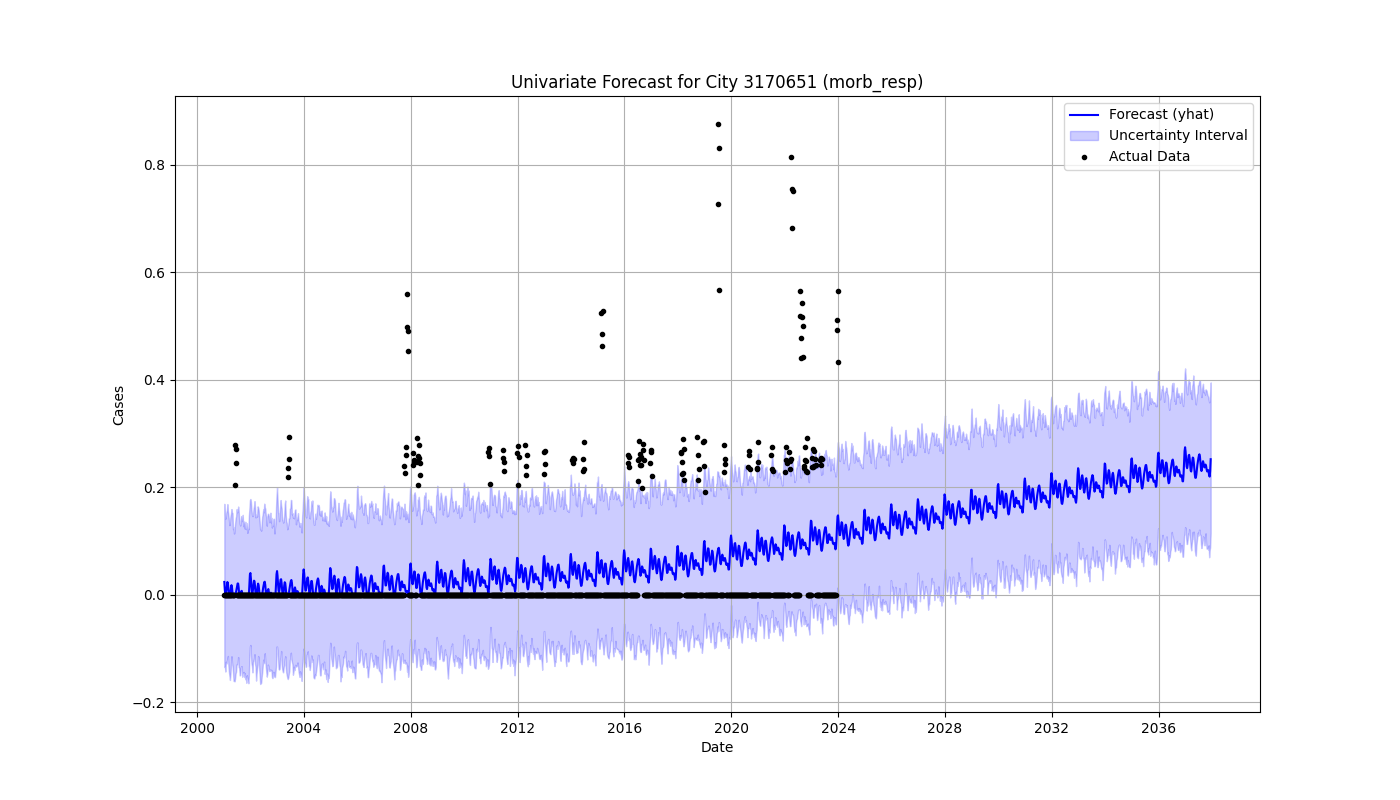 Univariate Forecast for City 3170651 (morb_resp)
Forecast (yhat)
Uncertainty Interval
Actual Data
Cases
0.8
0.6
0.4
0.2
0.0
−0.2
2000 2004 2008 2012 2016 2020 2024 2028 2032 2036
Date